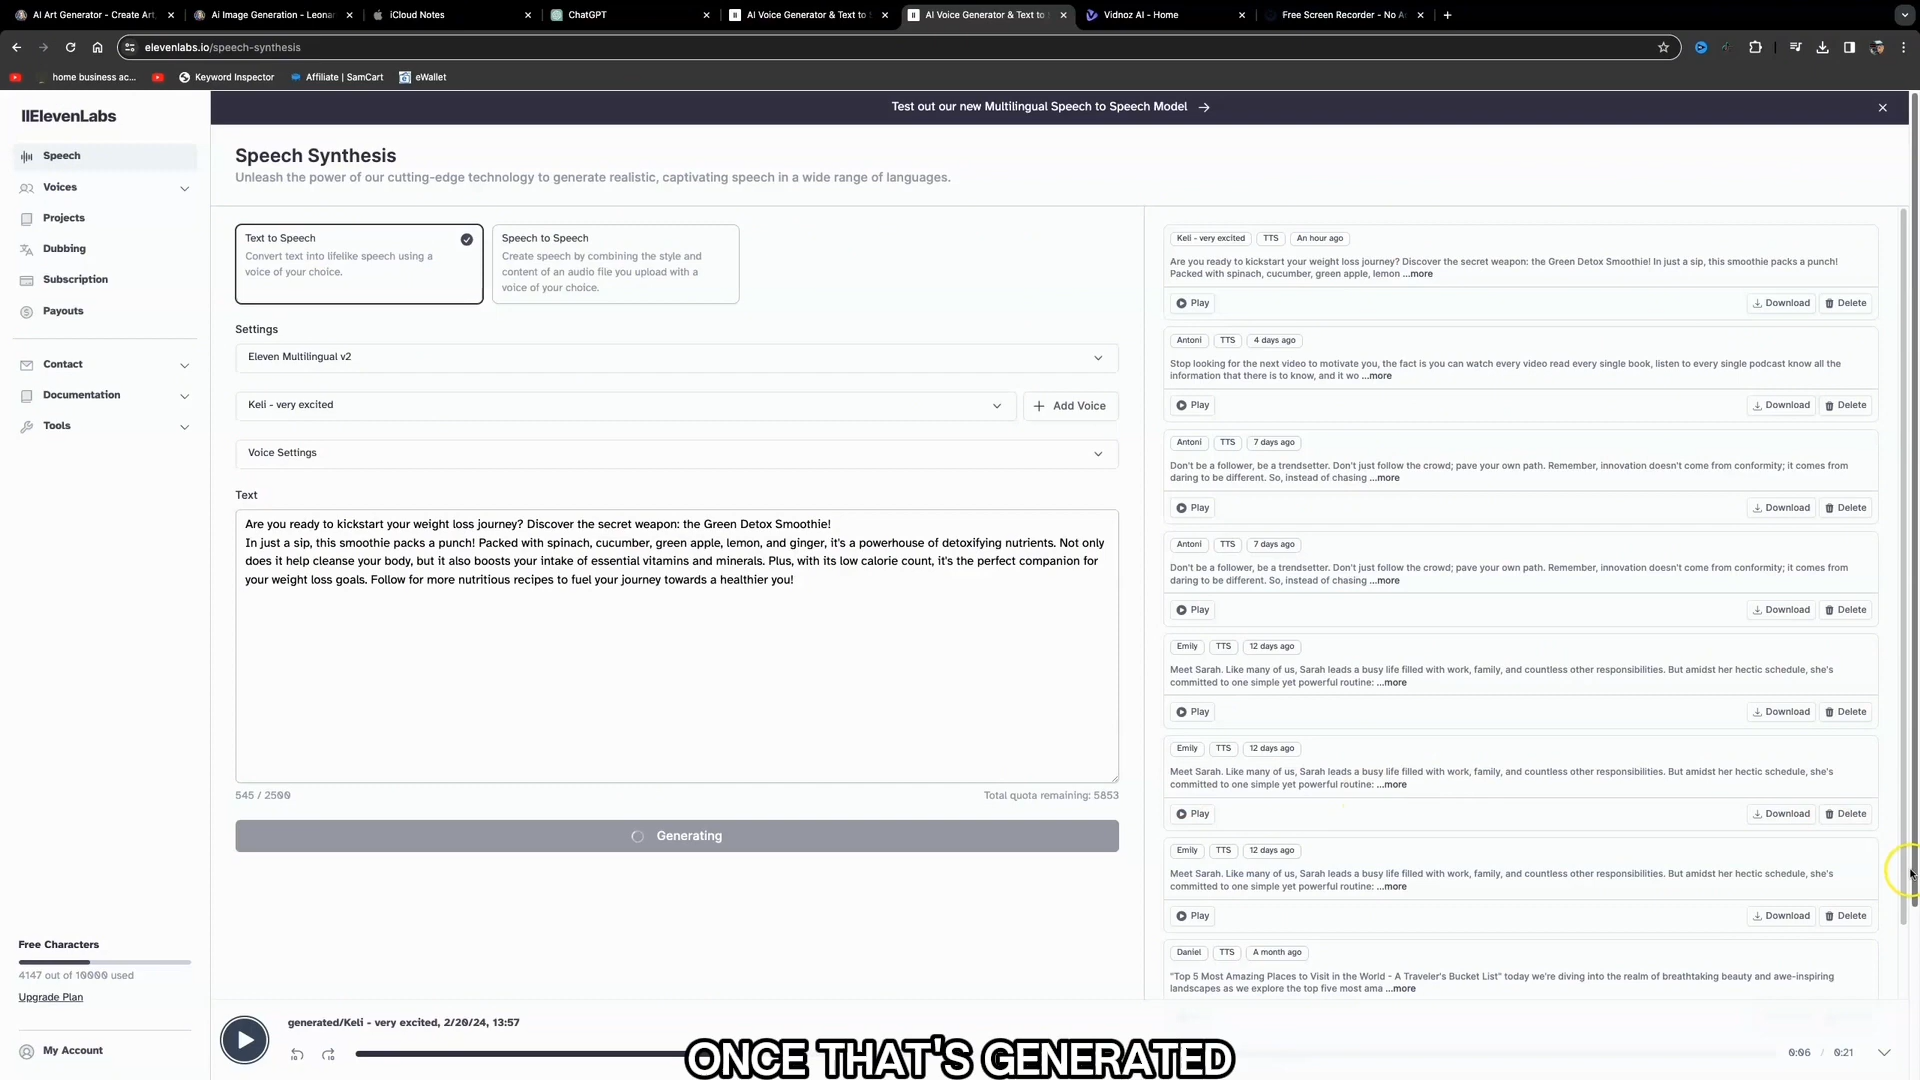 AI Art Generator - Create Art,
Ai Image Generation - Leona
iCloud Notes
ChatGPT
AI Voice Generator & Text to
AI Voice Generator & Text to
Vidnoz AI - Home
Free Screen Recorder - No A
elevenlabs.io/speech-synthesis
home business ac...
Keyword Inspector
Affiliate | SamCart
eWallet
IIElevenLabs
Speech
Voices
Projects
Dubbing
Subscription
Payouts
Contact
Documentation
Tools
Free Characters
4147 out of 10000 used
Upgrade Plan
My Account
Test out our new Multilingual Speech to Speech Model →
Speech Synthesis
Unleash the power of our cutting-edge technology to generate realistic, captivating speech in a wide range of languages.
Text to Speech
Convert text into lifelike speech using a
voice of your choice.
Speech to Speech
Create speech by combining the style and
content of an audio file you upload with a
voice of your choice.
Settings
Eleven Multilingual v2
Keli - very excited
+ Add Voice
Voice Settings
Text
Are you ready to kickstart your weight loss journey? Discover the secret weapon: the Green Detox Smoothie!
In just a sip, this smoothie packs a punch! Packed with spinach, cucumber, green apple, lemon, and ginger, it's a powerhouse of detoxifying nutrients. Not only
does it help cleanse your body, but it also boosts your intake of essential vitamins and minerals. Plus, with its low calorie count, it's the perfect companion for
your weight loss goals. Follow for more nutritious recipes to fuel your journey towards a healthier you!
545 / 2500
Total quota remaining: 5853
Generating
Keli - very excited TTS An hour ago
Are you ready to kickstart your weight loss journey? Discover the secret weapon: the Green Detox Smoothie! In just a sip, this smoothie packs a punch!
Packed with spinach, cucumber, green apple, lemon ...more
Play Download Delete
Antoni TTS 4 days ago
Stop looking for the next video to motivate you, the fact is you can watch every video read every single book, listen to every single podcast know all the
information that there is to know, and it wo ...more
Play Download Delete
Antoni TTS 7 days ago
Don't be a follower, be a trendsetter. Don't just follow the crowd; pave your own path. Remember, innovation doesn't come from conformity; it comes from
daring to be different. So, instead of chasing ...more
Play Download Delete
Antoni TTS 7 days ago
Don't be a follower, be a trendsetter. Don't just follow the crowd; pave your own path. Remember, innovation doesn't come from conformity; it comes from
daring to be different. So, instead of chasing ...more
Play Download Delete
Emily TTS 12 days ago
Meet Sarah. Like many of us, Sarah leads a busy life filled with work, family, and countless other responsibilities. But amidst her hectic schedule, she's
committed to one simple yet powerful routine: ...more
Play Download Delete
Emily TTS 12 days ago
Meet Sarah. Like many of us, Sarah leads a busy life filled with work, family, and countless other responsibilities. But amidst her hectic schedule, she's
committed to one simple yet powerful routine: ...more
Play Download Delete
Emily TTS 12 days ago
Meet Sarah. Like many of us, Sarah leads a busy life filled with work, family, and countless other responsibilities. But amidst her hectic schedule, she's
committed to one simple yet powerful routine: ...more
Play Download Delete
Daniel TTS A month ago
"Top 5 Most Amazing Places to Visit in the World - A Traveler's Bucket List" today we're diving into the realm of breathtaking beauty and awe-inspiring
landscapes as we explore the top five most ama ...more
generated/Keli - very excited, 2/20/24, 13:57
0:06 / 0:21
ONCE THAT'S GENERATED